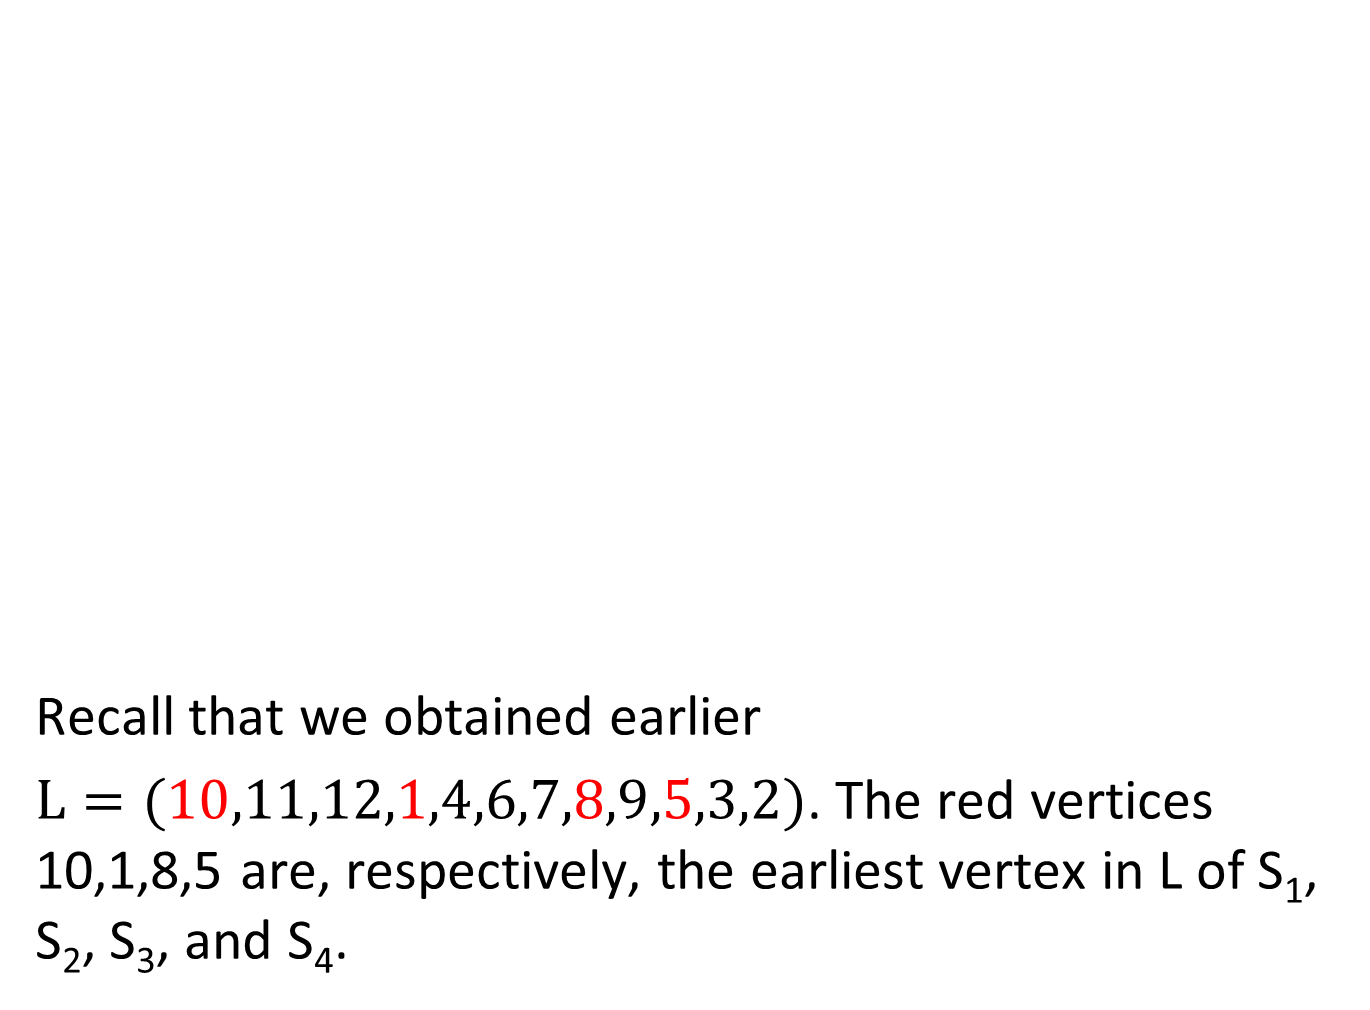 Recall that we obtained earlier
L = (10,11,12,1,4,6,7,8,9,5,3,2). The red vertices
10,1,8,5 are, respectively, the earliest vertex in L of S₁,
S₂, S₃, and S₄.